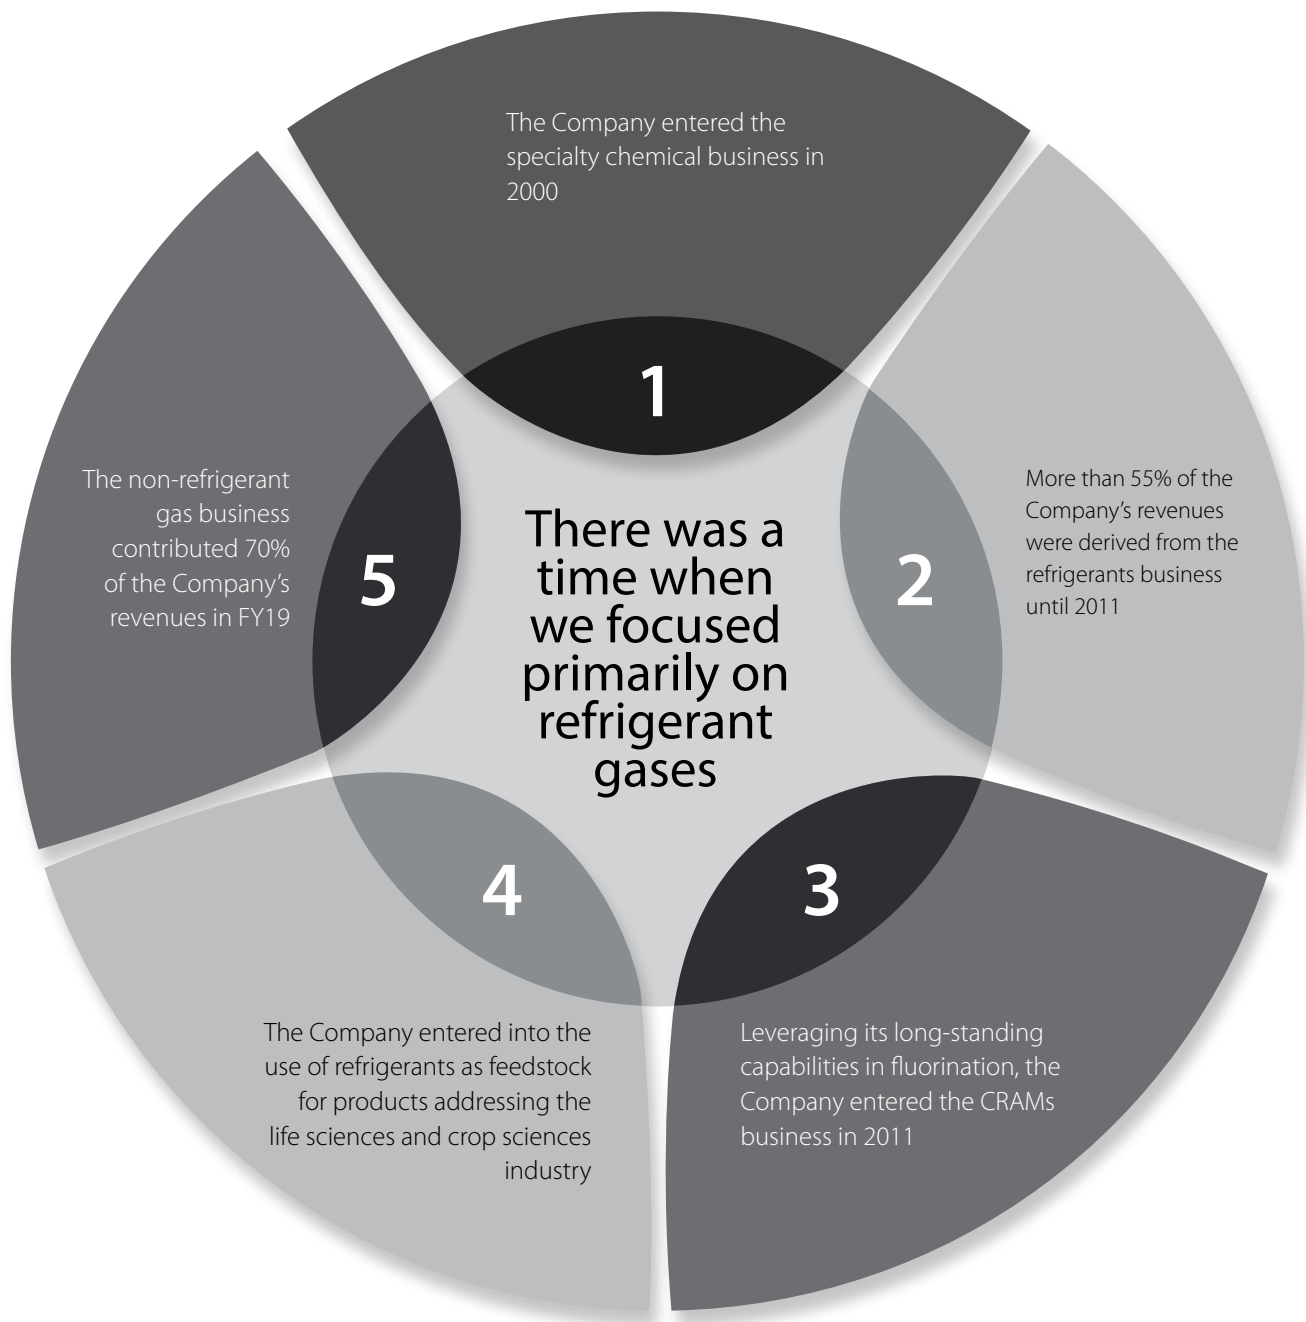 There was a
time when
we focused
primarily on
refrigerant
gases
1
The Company entered the
specialty chemical business in
2000
2
More than 55% of the
Company’s revenues
were derived from the
refrigerants business
until 2011
3
Leveraging its long-standing
capabilities in fluorination, the
Company entered the CRAMs
business in 2011
4
The Company entered into the
use of refrigerants as feedstock
for products addressing the
life sciences and crop sciences
industry
5
The non-refrigerant
gas business
contributed 70%
of the Company’s
revenues in FY19